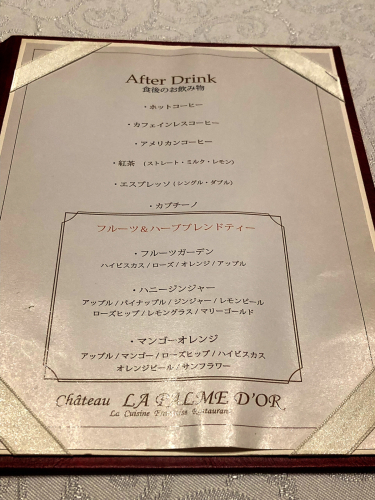 After Drink
食後のお飲み物
・ホットコーヒー
・カフェインレスコーヒー
・アメリカンコーヒー
・紅茶 (ストレート・ミルク・レモン)
・エスプレッソ (シングル・ダブル)
・カプチーノ
フルーツ&ハーブブレンドティー
・フルーツガーデン
ハイビスカス / ローズ / オレンジ / アップル
・ハニージンジャー
アップル / パイナップル / ジンジャー / レモンピール
ローズヒップ / レモングラス / マリーゴールド
・マンゴーオレンジ
アップル / マンゴー / ローズヒップ / ハイビスカス
オレンジピール / サンフラワー
Château LA PALME D'OR
La Cuisine Restaurant